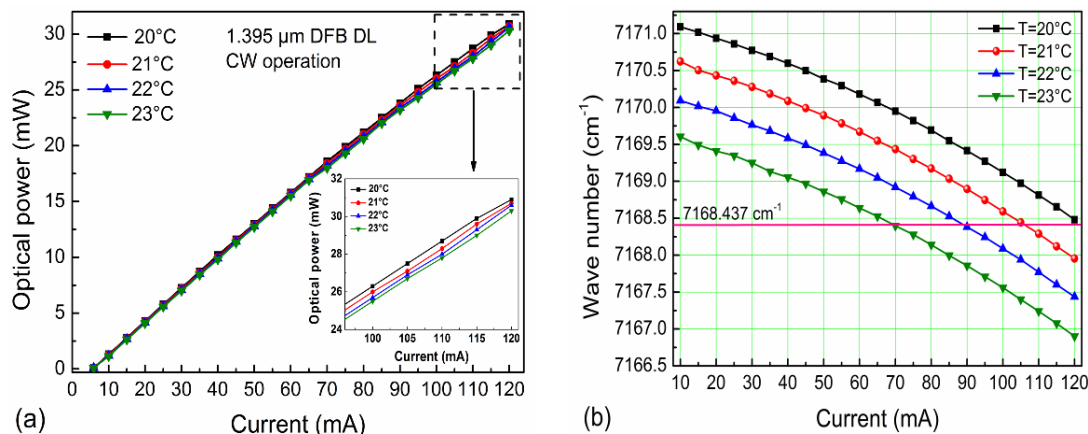 Optical power (mW)
30
25
20
15
10
5
0
20°C
21°C
22°C
23°C
1.395 µm DFB DL
CW operation
Optical power (mW)
32
30
28
26
24
20°C
21°C
22°C
23°C
100 105 110 115 120
Current (mA)
0 10 20 30 40 50 60 70 80 90 100 110 120
(a)
Current (mA)
Wave number (cm⁻¹)
7171.0
7170.5
7170.0
7169.5
7169.0
7168.5
7168.0
7167.5
7167.0
7166.5
T=20°C
T=21°C
T=22°C
T=23°C
7168.437 cm⁻¹
10 20 30 40 50 60 70 80 90 100 110 120
(b)
Current (mA)